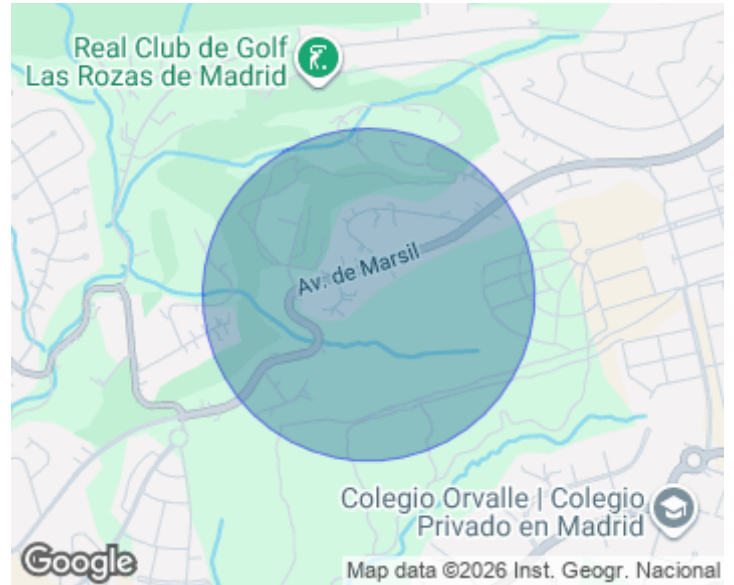 Real Club de Golf
Las Rozas de Madrid
Av. de Marsil
Colegio Orvalle | Colegio
Privado en Madrid
Google
Map data ©2026 Inst. Geogr. Nacional